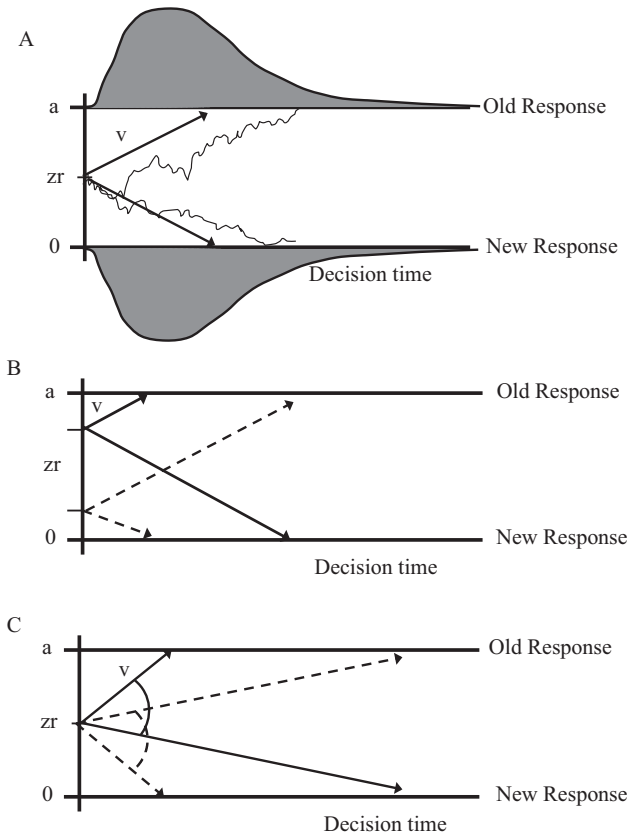 A
a
Old Response
v
zr
0
New Response
Decision time
B
a
Old Response
v
zr
0
New Response
Decision time
C
a
Old Response
v
zr
0
New Response
Decision time